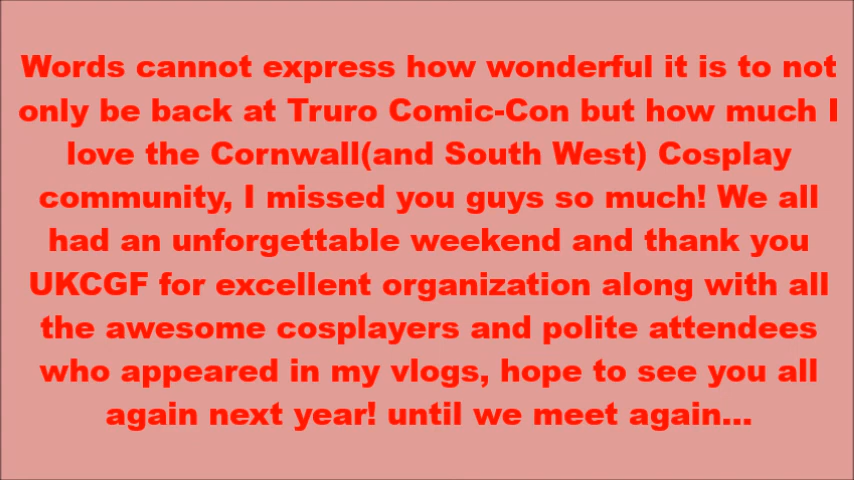 Words cannot express how wonderful it is to not
only be back at Truro Comic-Con but how much I
love the Cornwall(and South West) Cosplay
community, I missed you guys so much! We all
had an unforgettable weekend and thank you
UKCGF for excellent organization along with all
the awesome cosplayers and polite attendees
who appeared in my vlogs, hope to see you all
again next year! until we meet again...